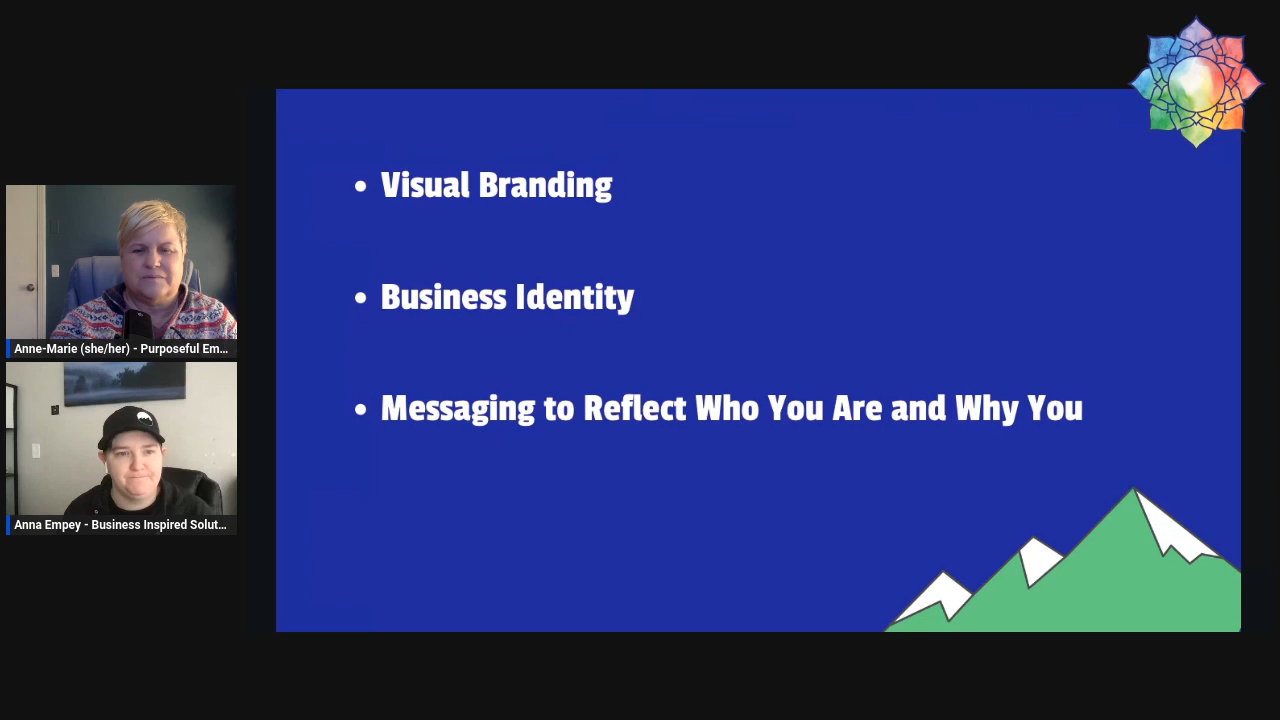 Visual Branding
Business Identity
Messaging to Reflect Who You Are and Why You
Anne-Marie (she/her) - Purposeful Em...
Anna Empey - Business Inspired Solut...